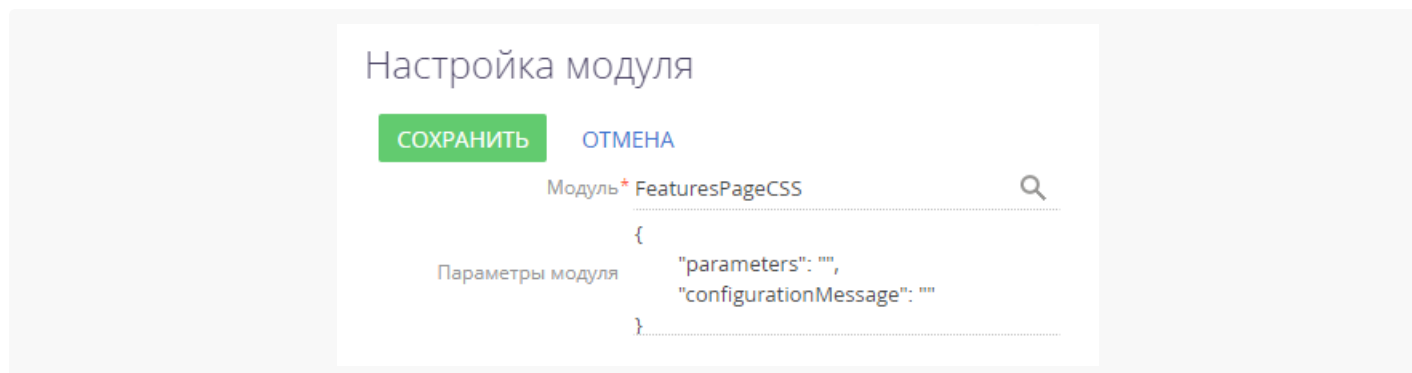 Настройка модуля
СОХРАНИТЬ ОТМЕНА
Модуль* FeaturesPageCSS
{
"parameters": "",
Параметры модуля
"configurationMessage": ""
}